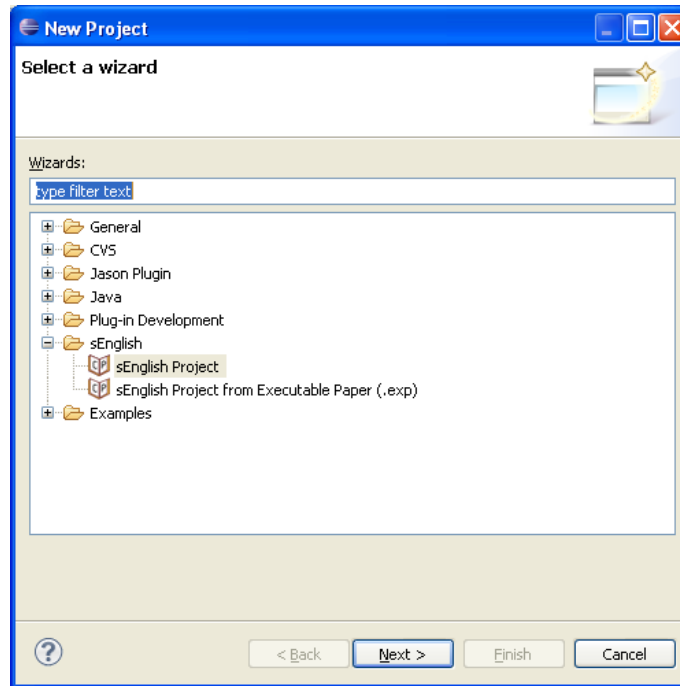 New Project
Select a wizard
Wizards:
type filter text
General
CVS
Jason Plugin
Java
Plug-in Development
sEnglish
sEnglish Project
sEnglish Project from Executable Paper (.exp)
Examples
< Back Next > Finish Cancel